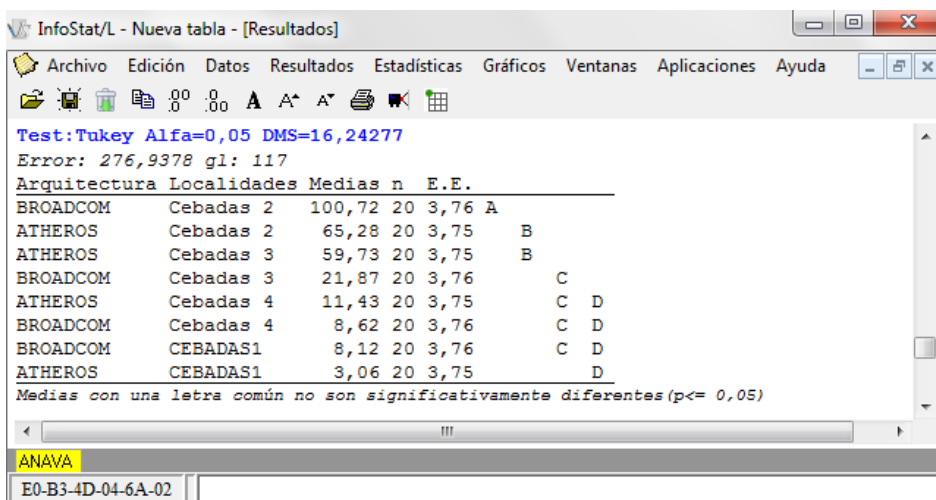 InfoStat/L - Nueva tabla - [Resultados]
Archivo Edición Datos Resultados Estadísticas Gráficos Ventanas Aplicaciones Ayuda
Test:Tukey Alfa=0,05 DMS=16,24277
Error: 276,9378 gl: 117
Arquitectura Localidades Medias n E.E.
BROADCOM Cebadas 2 100,72 20 3,76 A
ATHEROS Cebadas 2 65,28 20 3,75 B
ATHEROS Cebadas 3 59,73 20 3,75 B
BROADCOM Cebadas 3 21,87 20 3,76 C
ATHEROS Cebadas 4 11,43 20 3,75 C D
BROADCOM Cebadas 4 8,62 20 3,76 C D
BROADCOM CEBADAS1 8,12 20 3,76 C D
ATHEROS CEBADAS1 3,06 20 3,75 D
Medias con una letra común no son significativamente diferentes(p<= 0,05)
ANAVA
E0-B3-4D-04-6A-02